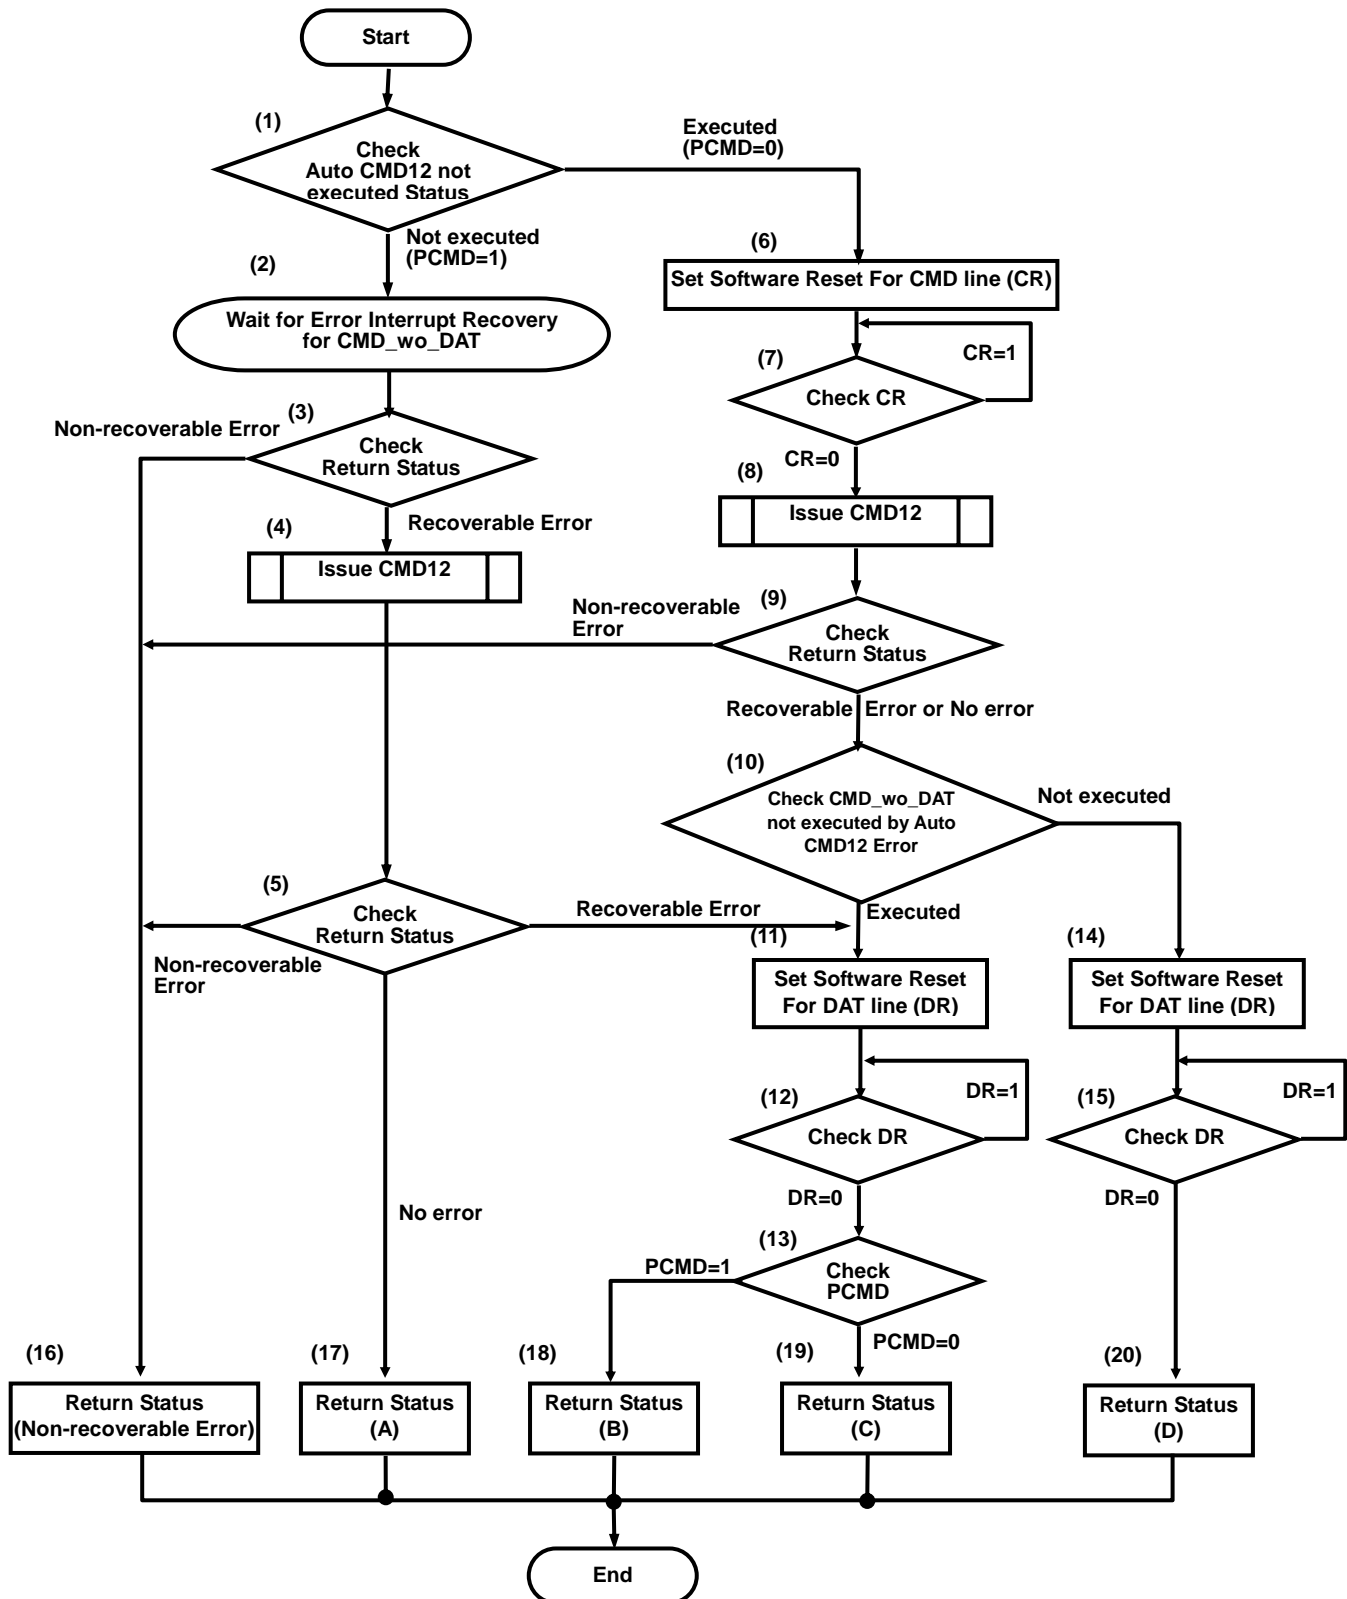 Start
(1)
Check
Auto CMD12 not
executed Status
Executed
(PCMD=0)
Not executed
(PCMD=1)
(2)
Wait for Error Interrupt Recovery
for CMD_wo_DAT
(6)
Set Software Reset For CMD line (CR)
CR=1
(7)
Check CR
CR=0
(3)
Non-recoverable Error
Check
Return Status
Recoverable Error
(4)
Issue CMD12
(8)
Issue CMD12
Non-recoverable
Error
(9)
Check
Return Status
Recoverable Error or No error
(10)
Check CMD_wo_DAT
not executed by Auto
CMD12 Error
Not executed
Executed
(5)
Check
Return Status
Recoverable Error
Non-recoverable
Error
No error
(11)
Set Software Reset
For DAT line (DR)
(14)
Set Software Reset
For DAT line (DR)
DR=1
(12)
Check DR
DR=0
DR=1
(15)
Check DR
DR=0
(13)
Check
PCMD
PCMD=1
PCMD=0
(16)
Return Status
(Non-recoverable Error)
(17)
Return Status
(A)
(18)
Return Status
(B)
(19)
Return Status
(C)
(20)
Return Status
(D)
End